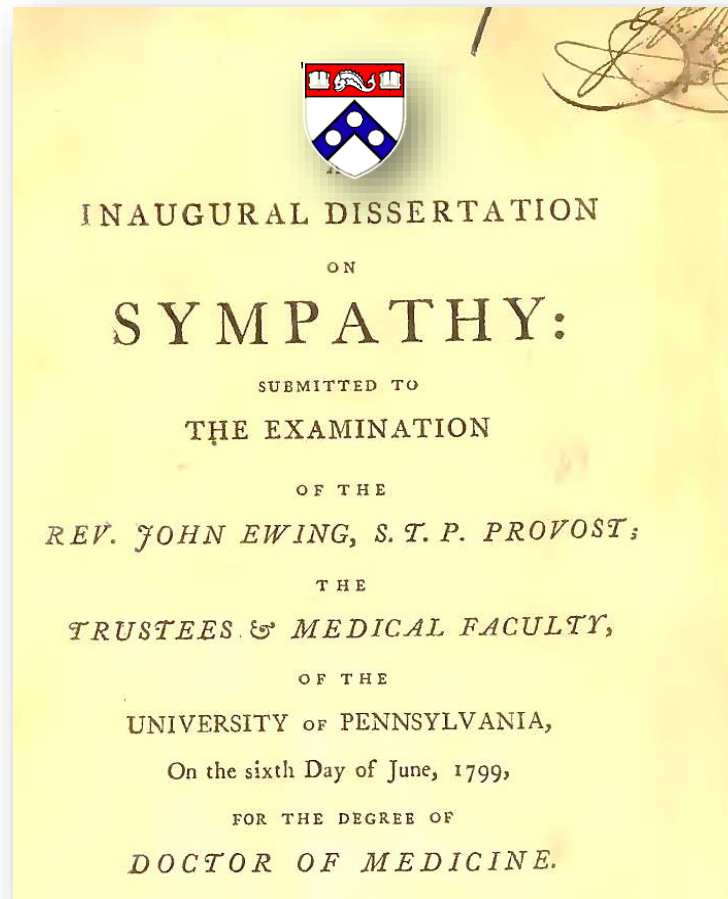 INAUGURAL DISSERTATION
ON
SYMPATHY:
SUBMITTED TO
THE EXAMINATION
OF THE
REV. JOHN EWING, S. T. P. PROVOST;
THE
TRUSTEES & MEDICAL FACULTY,
OF THE
UNIVERSITY OF PENNSYLVANIA,
On the sixth Day of June, 1799,
FOR THE DEGREE OF
DOCTOR OF MEDICINE.